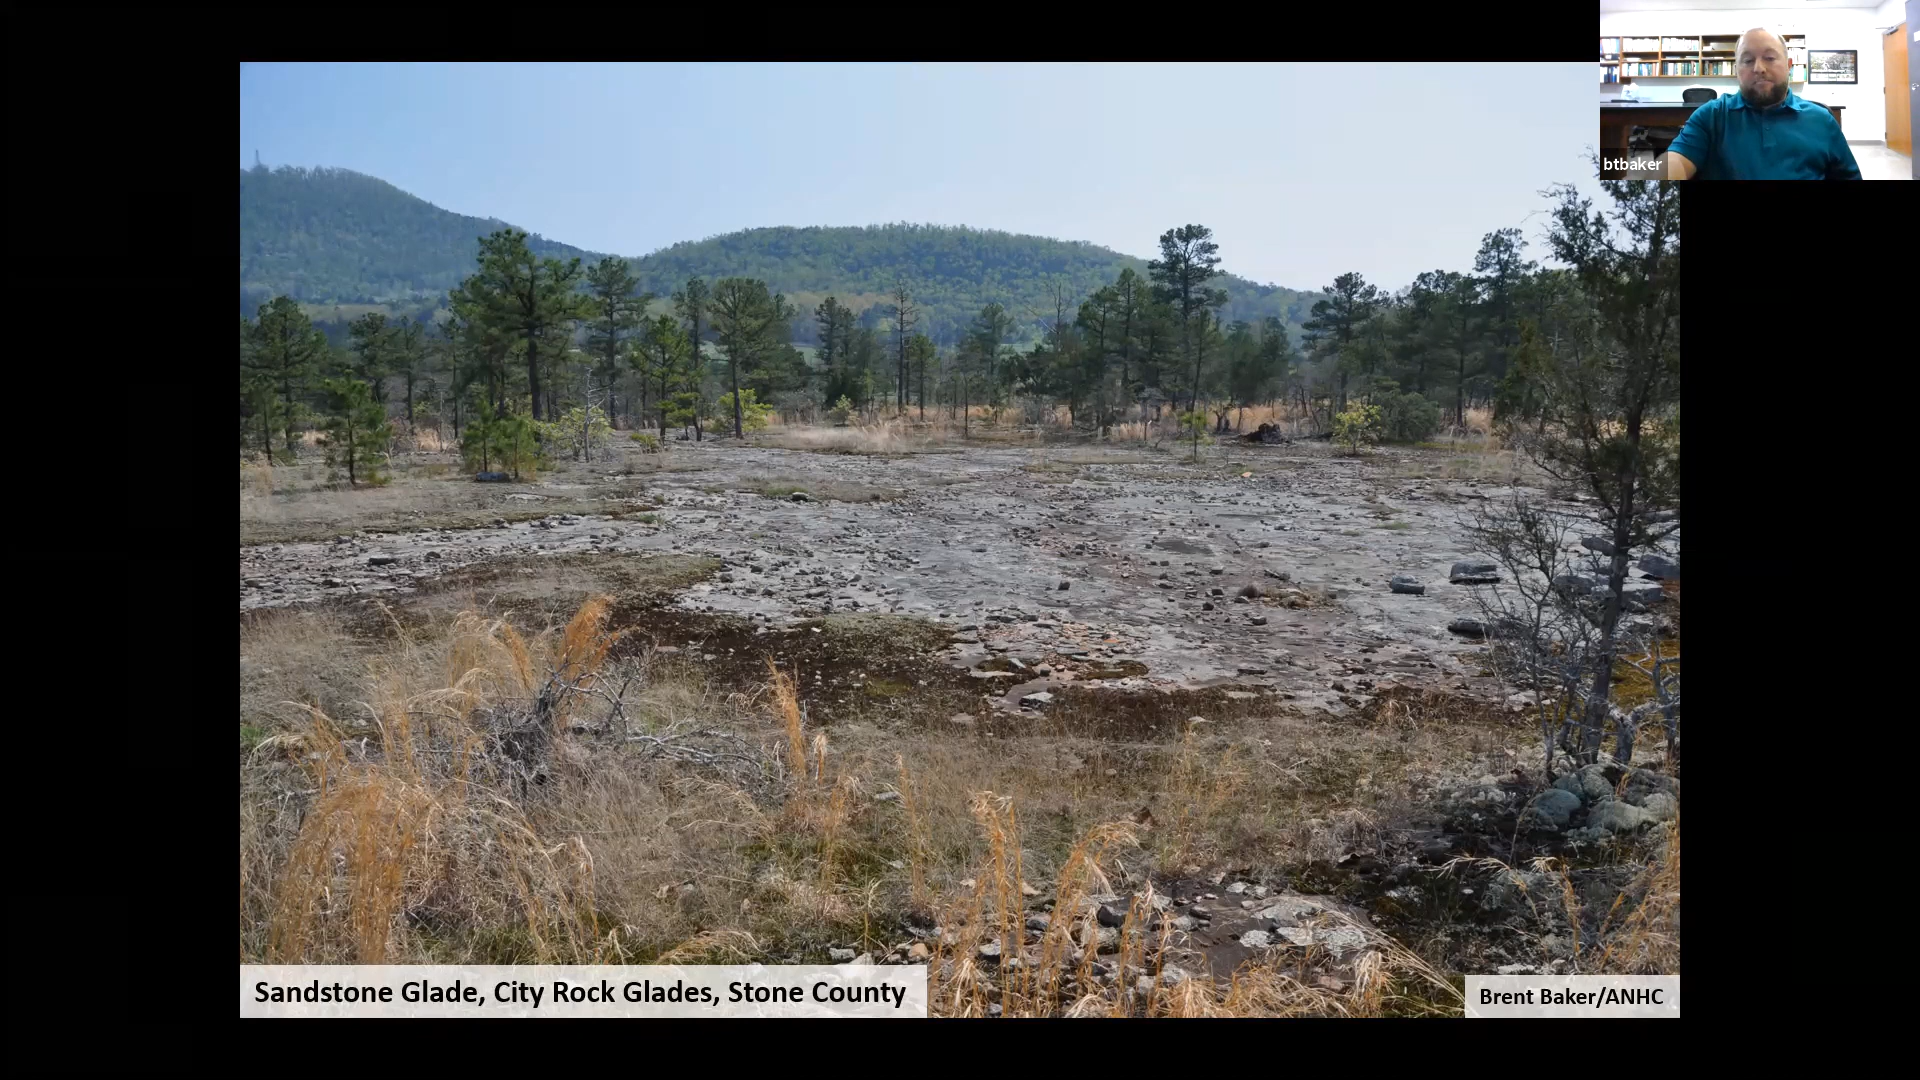 btbaker
Sandstone Glade, City Rock Glades, Stone County
Brent Baker/ANHC